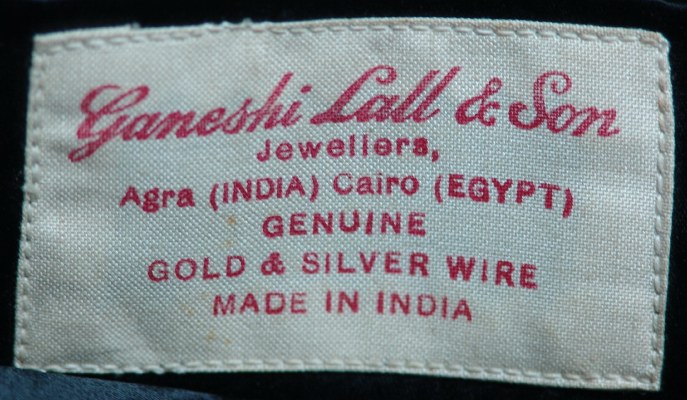 Ganeshi Lall & Son
Jewellers,
Agra (INDIA) Cairo (EGYPT)
GENUINE
GOLD & SILVER WIRE
MADE IN INDIA